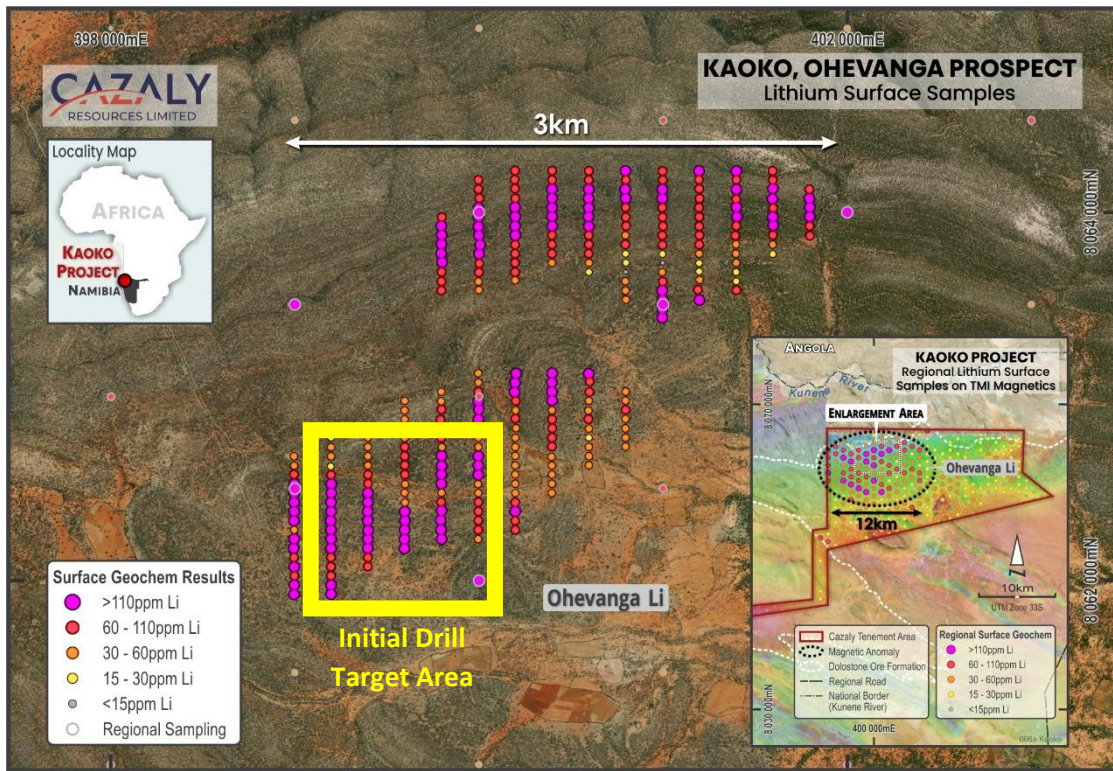 398 000mE
402 000mE
CAZALY
RESOURCES LIMITED
KAOKO, OHEVANGA PROSPECT
Lithium Surface Samples
3km
Locality Map
AFRICA
KAOKO
PROJECT
NAMIBIA
8 064 000mN
ANGOLA
Kunene River
KAOKO PROJECT
Regional Lithium Surface
Samples on TMI Magnetics
8 070 000mN
ENLARGEMENT AREA
Ohevanga Li
12km
Z
10km
UTM Zone 33S
8 062 000mN
Surface Geochem Results
>110ppm Li
60 - 110ppm Li
30 - 60ppm Li
15 - 30ppm Li
<15ppm Li
Regional Sampling
Initial Drill
Target Area
Ohevanga Li
Cazaly Tenement Area
Magnetic Anomaly
Dolostone Ore Formation
Regional Road
National Border
(Kunene River)
Regional Surface Geochem
>110ppm Li
60 - 110ppm Li
30 - 60ppm Li
15 - 30ppm Li
<15ppm Li
8 030 000mN
400 000mE
006a Kaoko